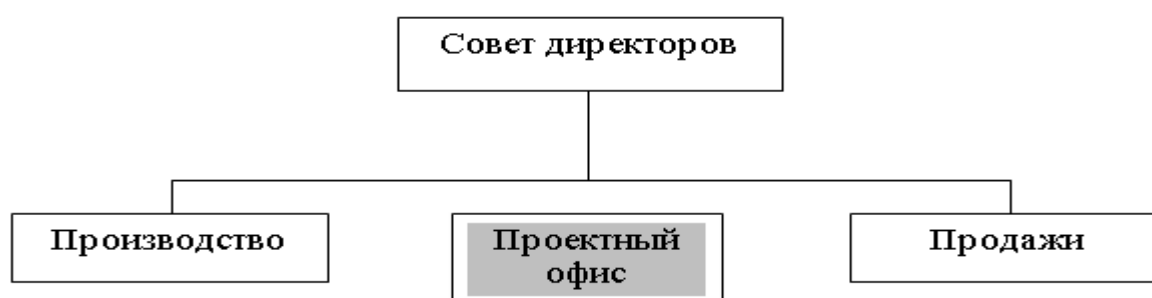 Совет директоров
Производство
Проектный
офис
Продажи